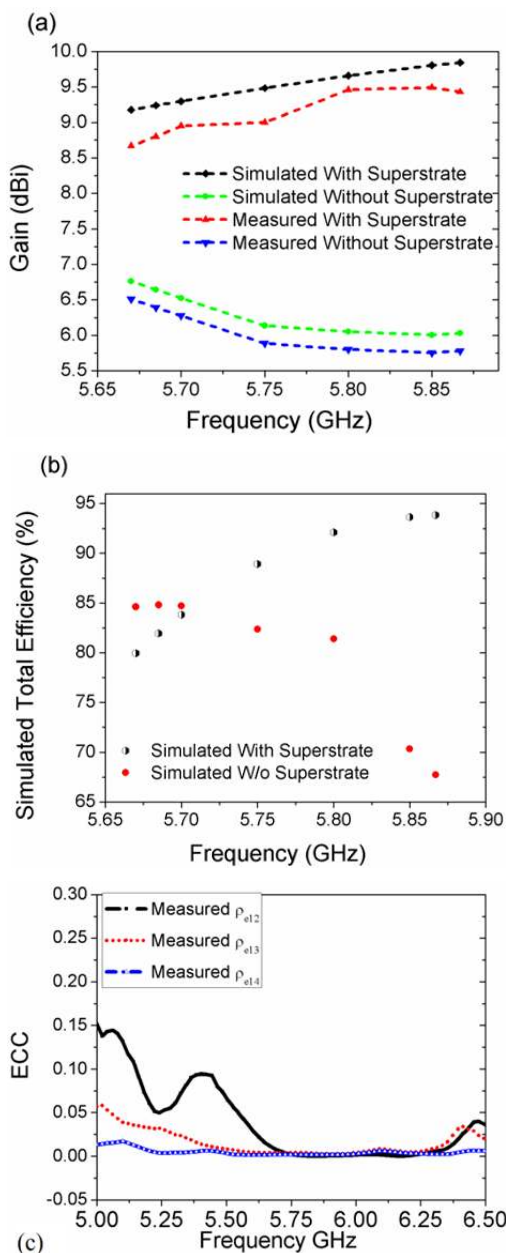 (a)
10.0
9.5
9.0
8.5
8.0
7.5
7.0
6.5
6.0
5.5
Gain (dBi)
Simulated With Superstrate
Simulated Without Superstrate
Measured With Superstrate
Measured Without Superstrate
5.65 5.70 5.75 5.80 5.85
Frequency (GHz)
(b)
95
90
85
80
75
70
65
Simulated Total Efficiency (%)
Simulated With Superstrate
Simulated W/o Superstrate
5.65 5.70 5.75 5.80 5.85 5.90
Frequency (GHz)
0.30
0.25
0.20
0.15
0.10
0.05
0.00
-0.05
ECC
Measured ρe12
Measured ρe13
Measured ρe14
5.00 5.25 5.50 5.75 6.00 6.25 6.50
(c)
Frequency GHz